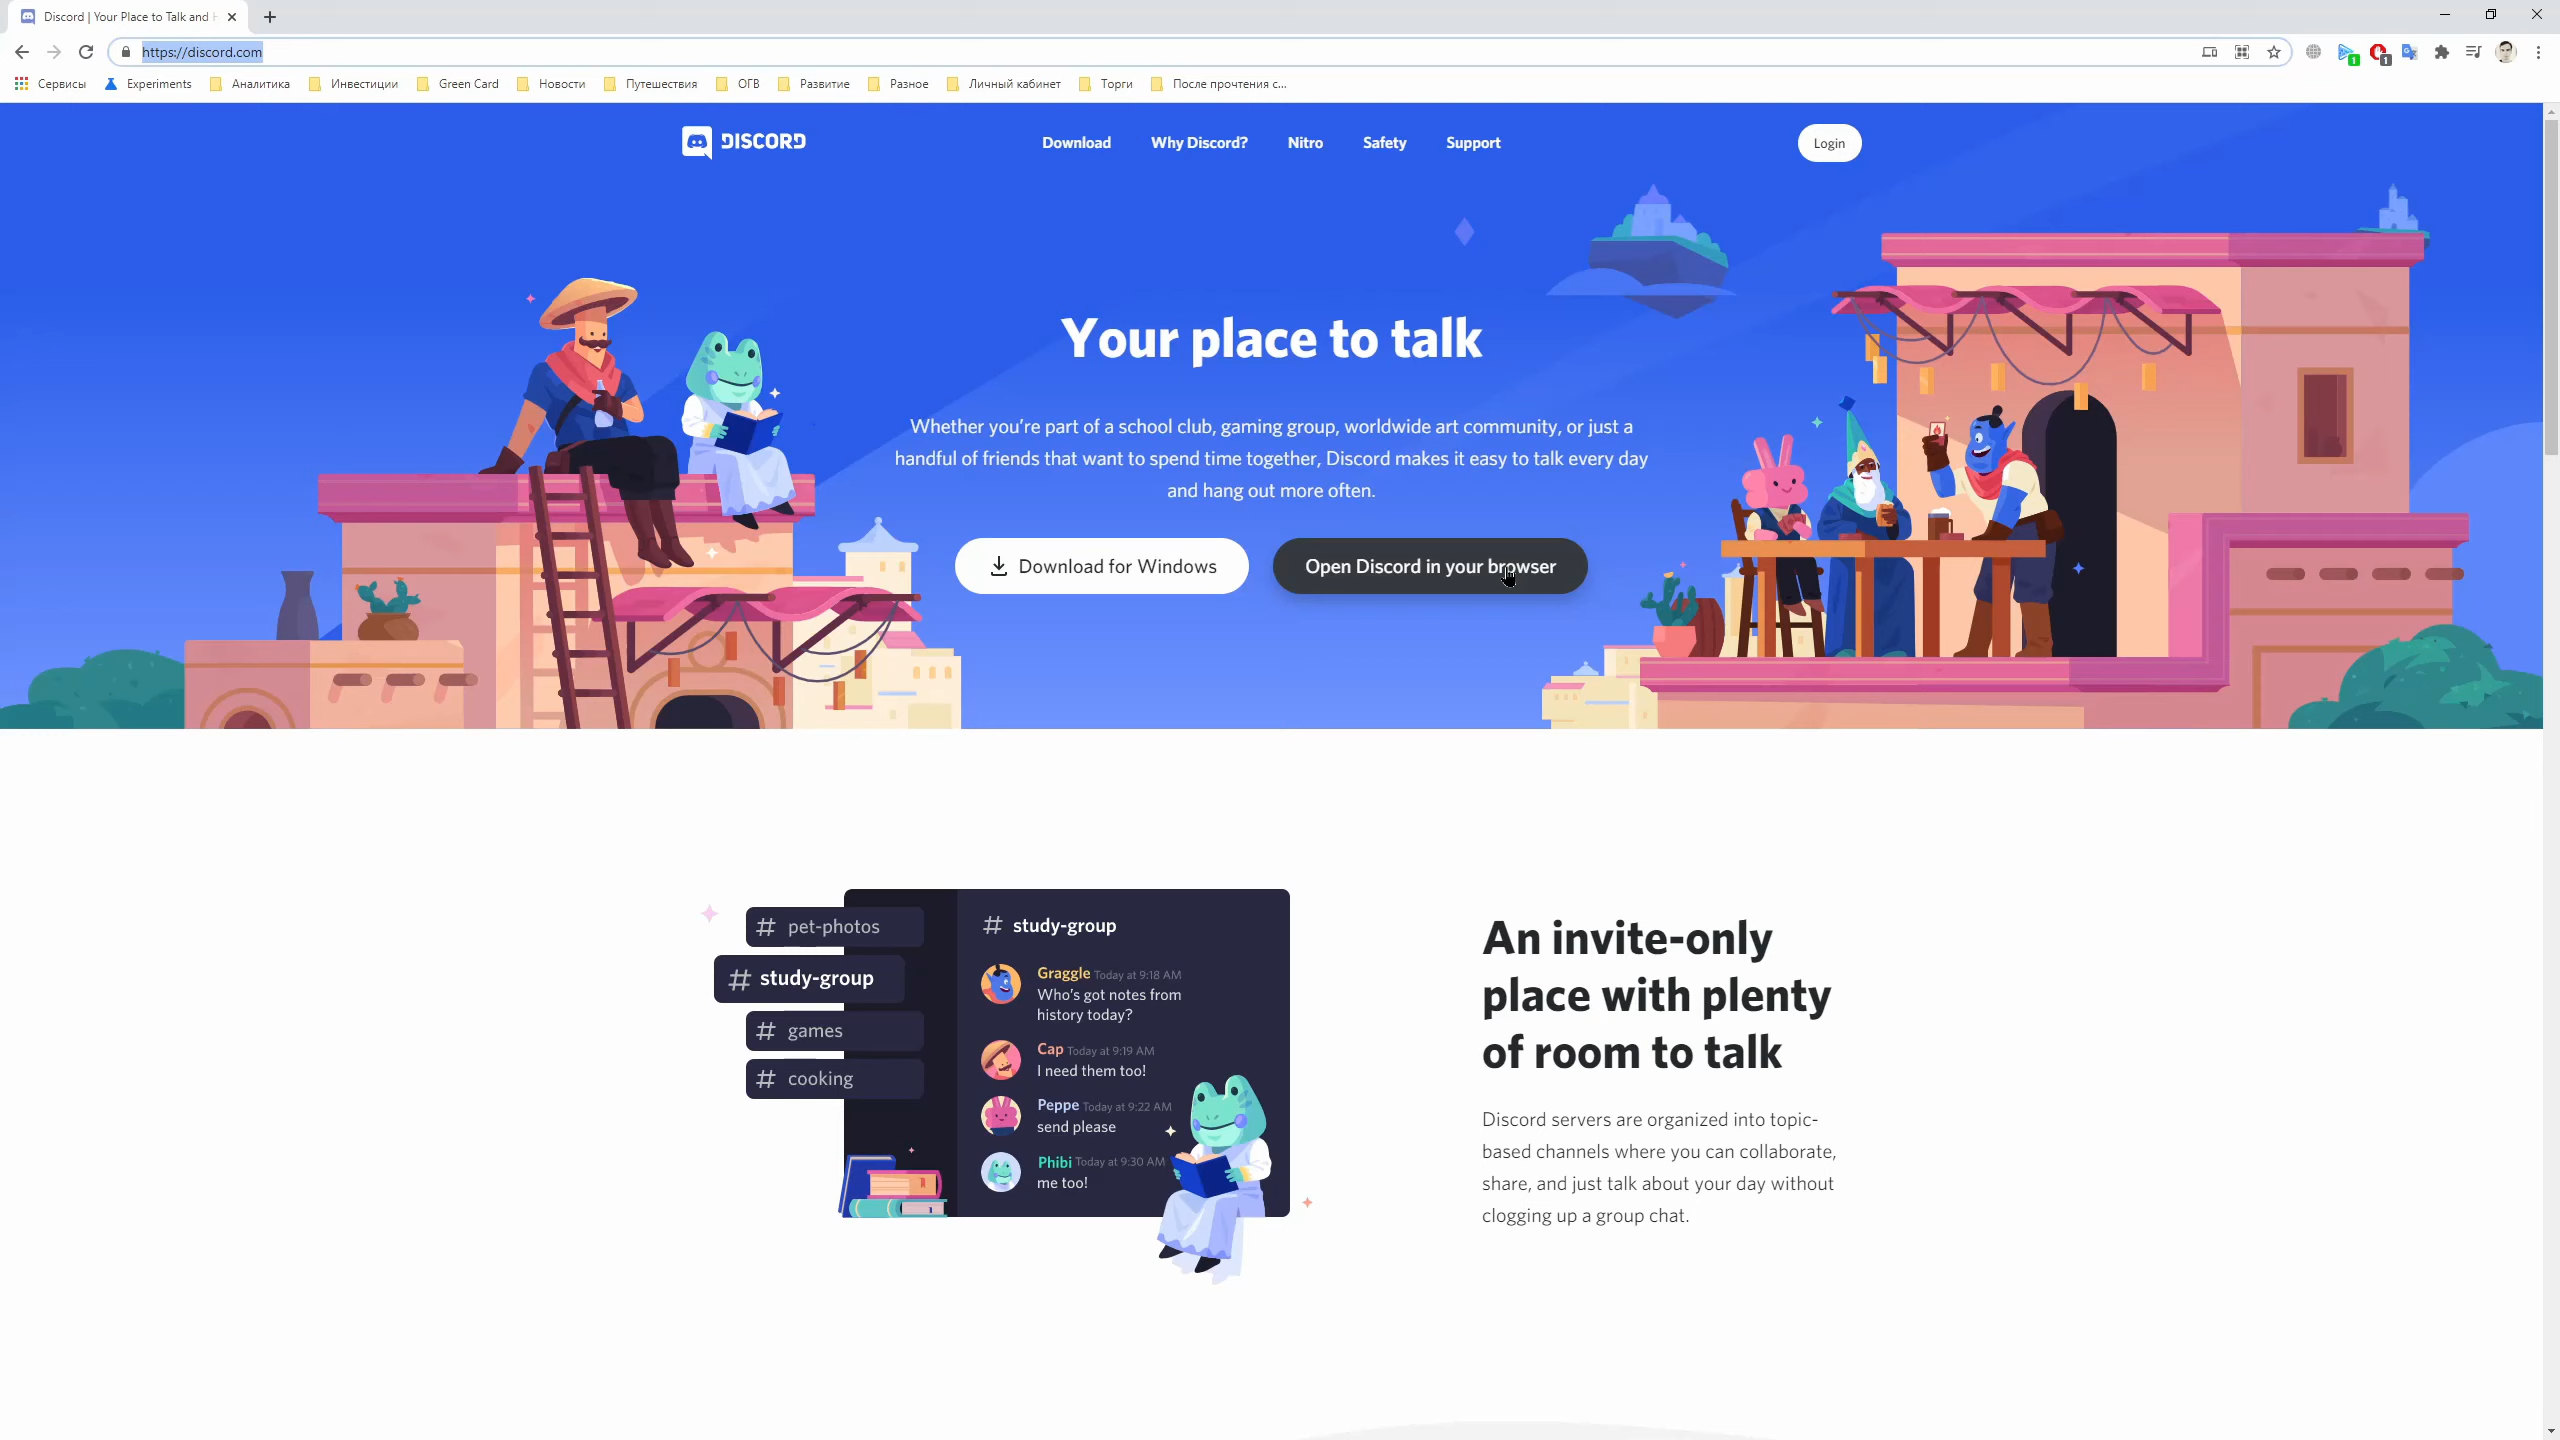 Discord | Your Place to Talk and H
https://discord.com
1
1
Сервисы
Experiments
Аналитика
Инвестиции
Green Card
Новости
Путешествия
ОГВ
Развитие
Разное
Личный кабинет
Торги
После прочтения с...
DISCORD
Download
Why Discord?
Nitro
Safety
Support
Login
Your place to talk
Whether you’re part of a school club, gaming group, worldwide art community, or just a
handful of friends that want to spend time together, Discord makes it easy to talk every day
and hang out more often.
Download for Windows
Open Discord in your browser
# pet-photos
# study-group
# games
# cooking
# study-group
Graggle Today at 9:18 AM
Who’s got notes from
history today?
Cap Today at 9:19 AM
I need them too!
Peppe Today at 9:22 AM
send please
Phibi Today at 9:30 AM
me too!
An invite-only
place with plenty
of room to talk
Discord servers are organized into topic-
based channels where you can collaborate,
share, and just talk about your day without
clogging up a group chat.